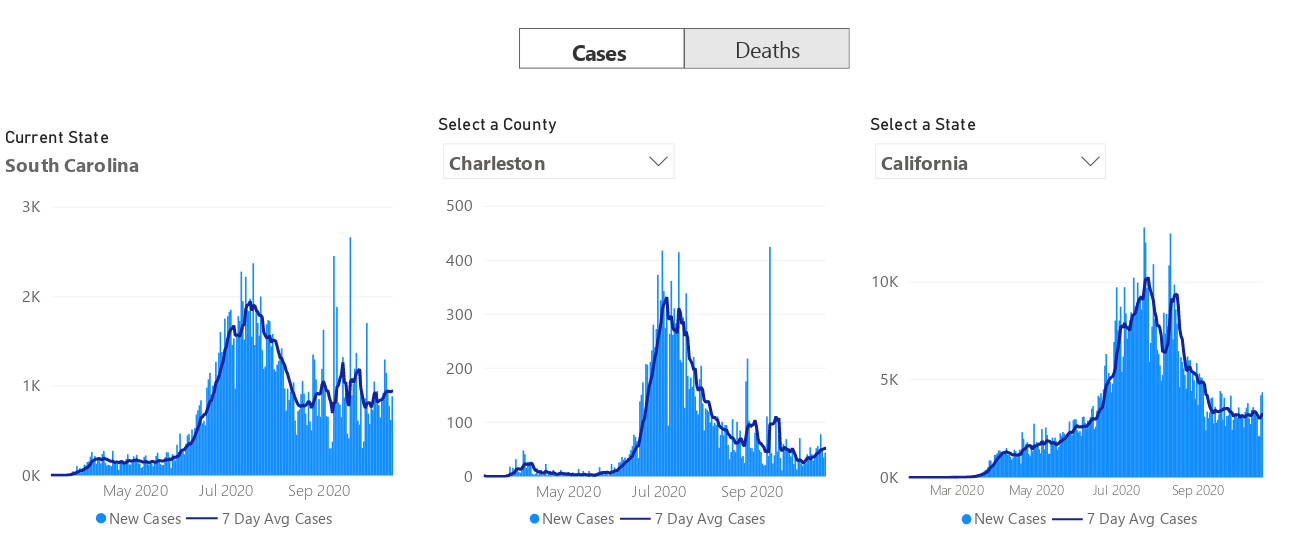 Cases Deaths
Current State
South Carolina
3K
2K
1K
0K
May 2020 Jul 2020 Sep 2020
New Cases 7 Day Avg Cases
Select a County
Charleston
500
400
300
200
100
0
May 2020 Jul 2020 Sep 2020
New Cases 7 Day Avg Cases
Select a State
California
10K
5K
0K
Mar 2020 May 2020 Jul 2020 Sep 2020
New Cases 7 Day Avg Cases